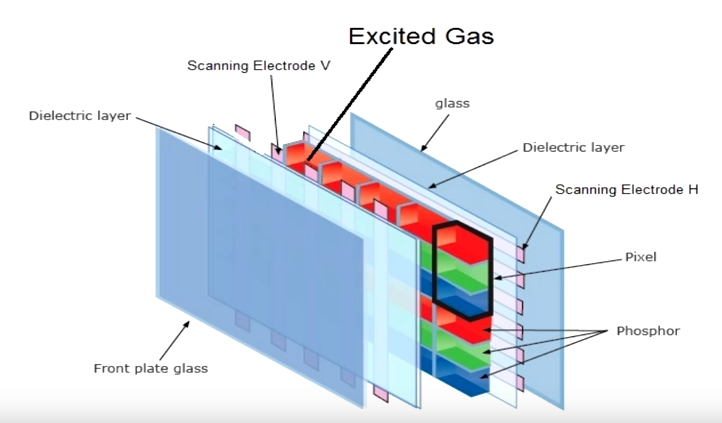 Excited Gas
Scanning Electrode V
glass
Dielectric layer
Dielectric layer
Scanning Electrode H
Pixel
Phosphor
Front plate glass